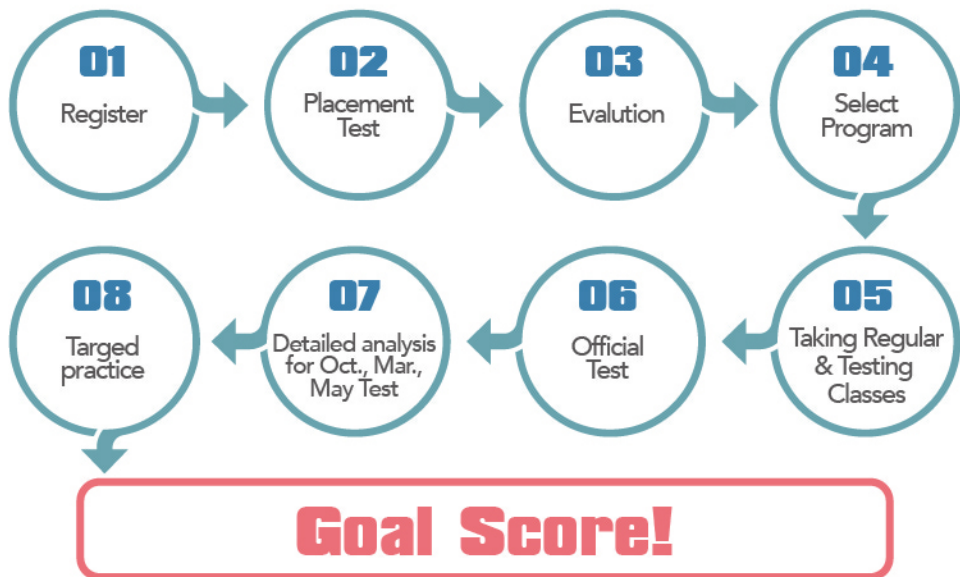 01
Register
02
Placement
Test
03
Evalution
04
Select
Program
05
Taking Regular
& Testing
Classes
06
Official
Test
07
Detailed analysis
for Oct., Mar.,
May Test
08
Targed
practice
Goal Score!